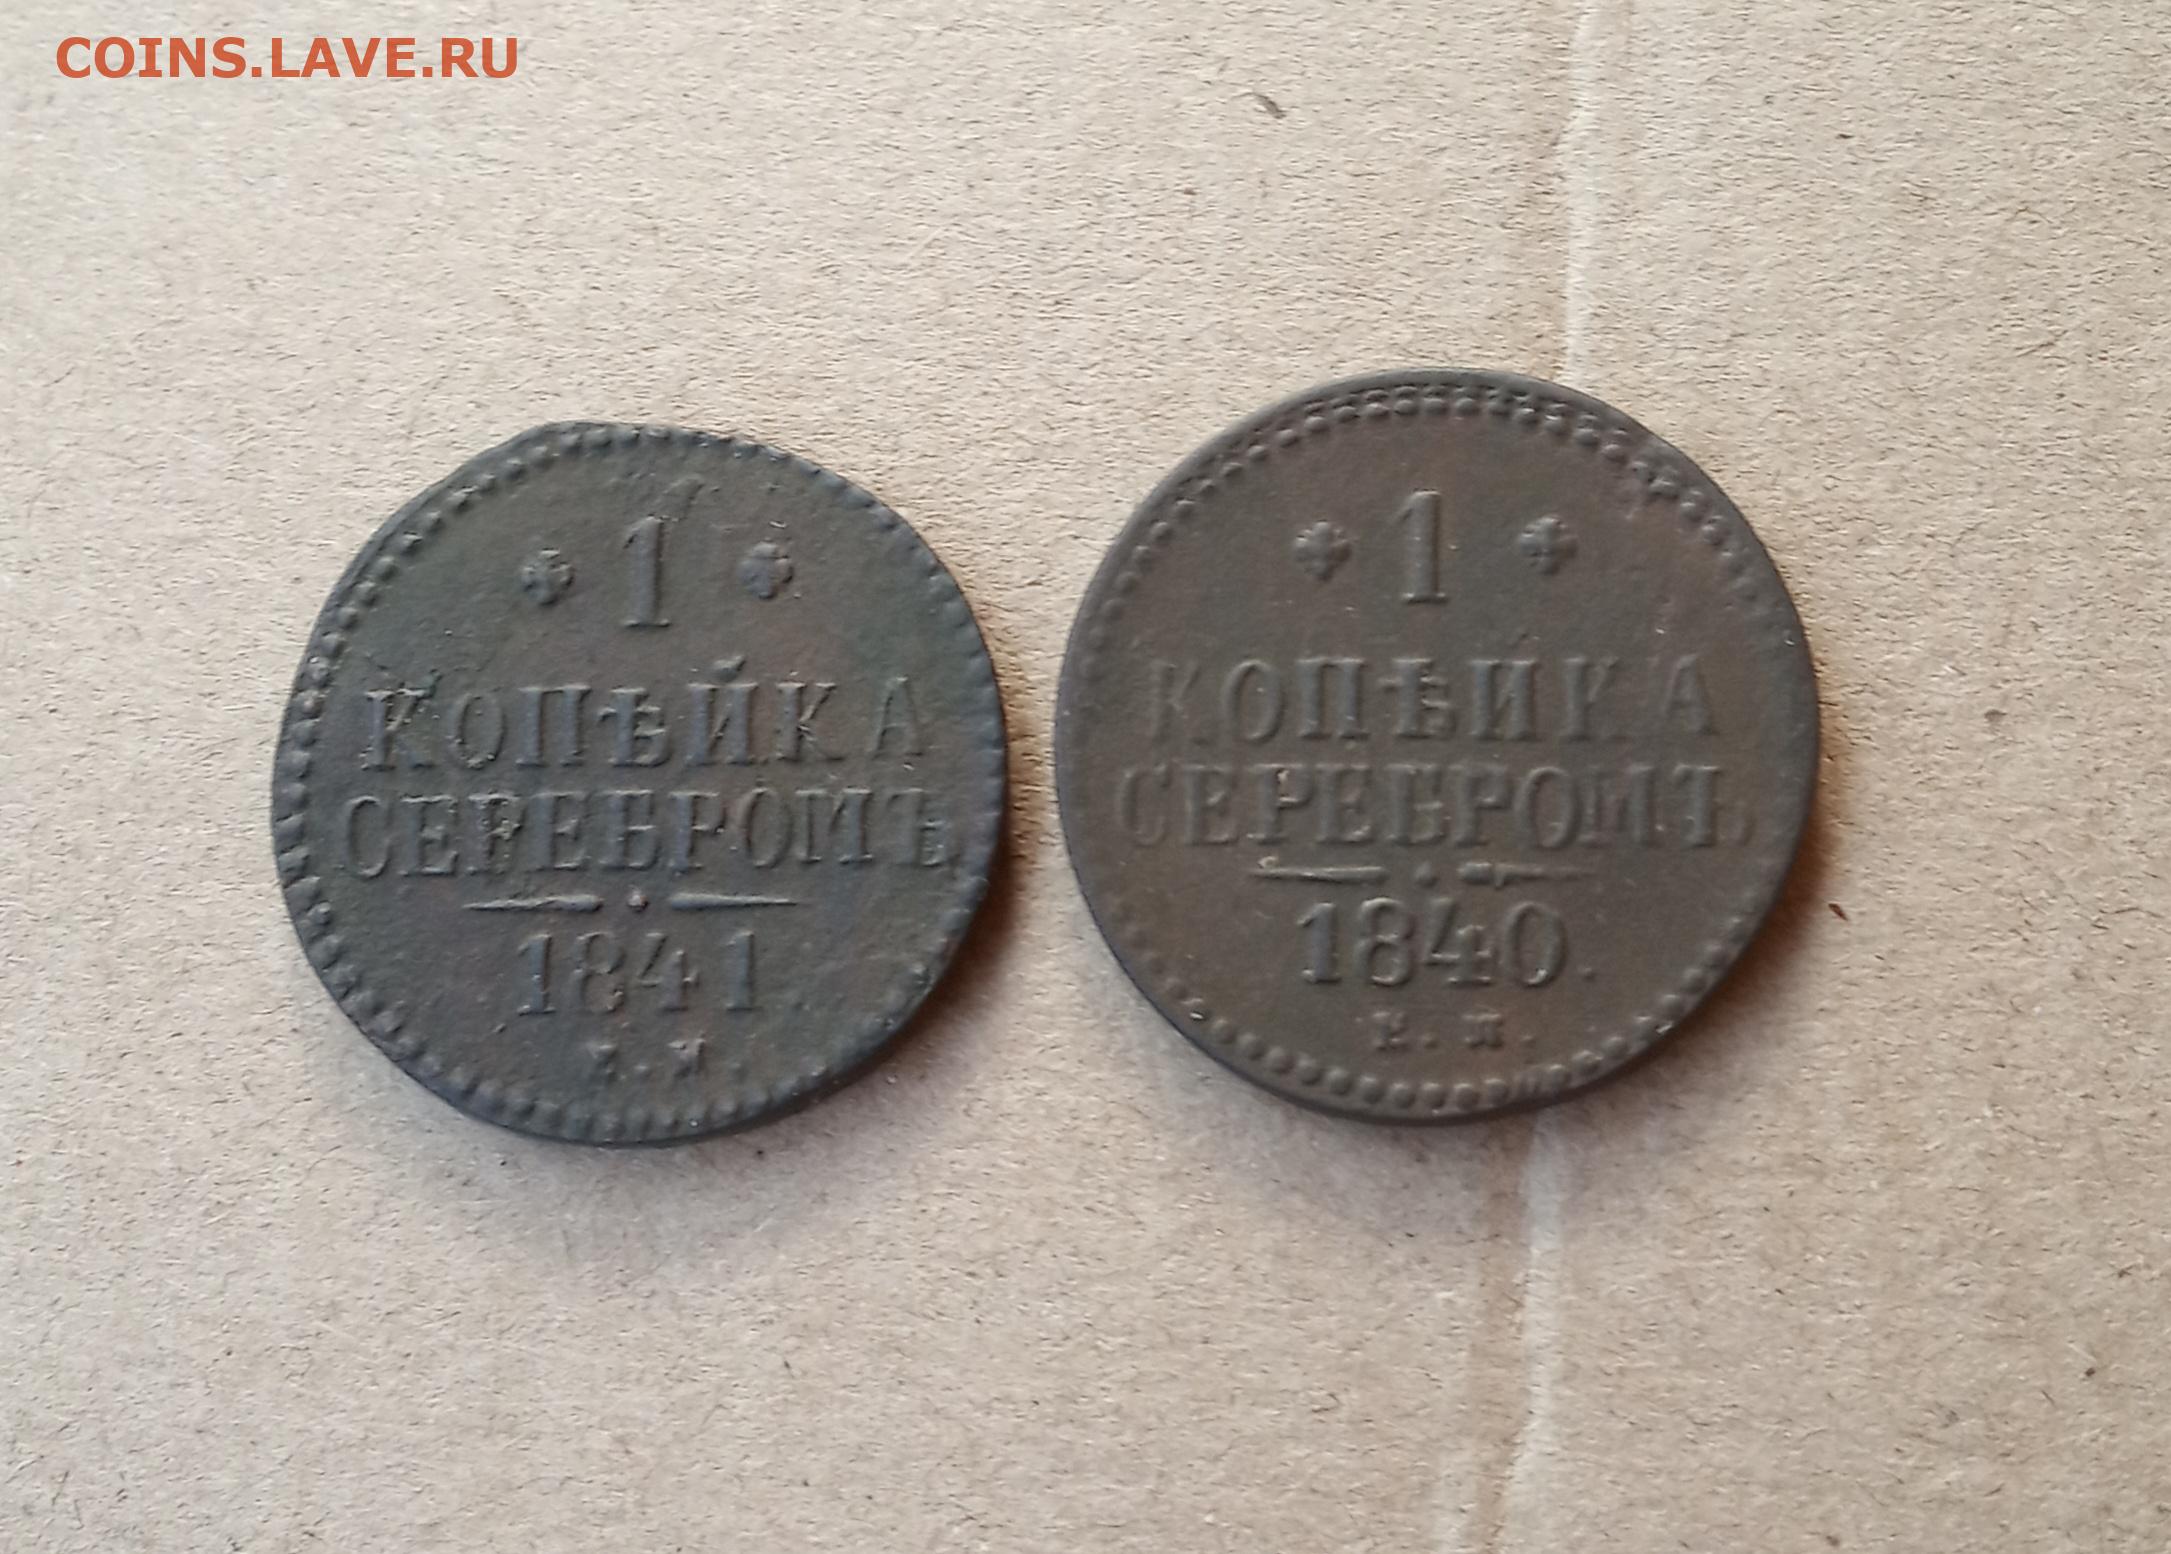 COINS.LAVE.RU
1
КОПѢЙКА
СЕРЕБРОМЪ
1841.
1
КОПѢЙКА
СЕРЕБРОМЪ
1840.